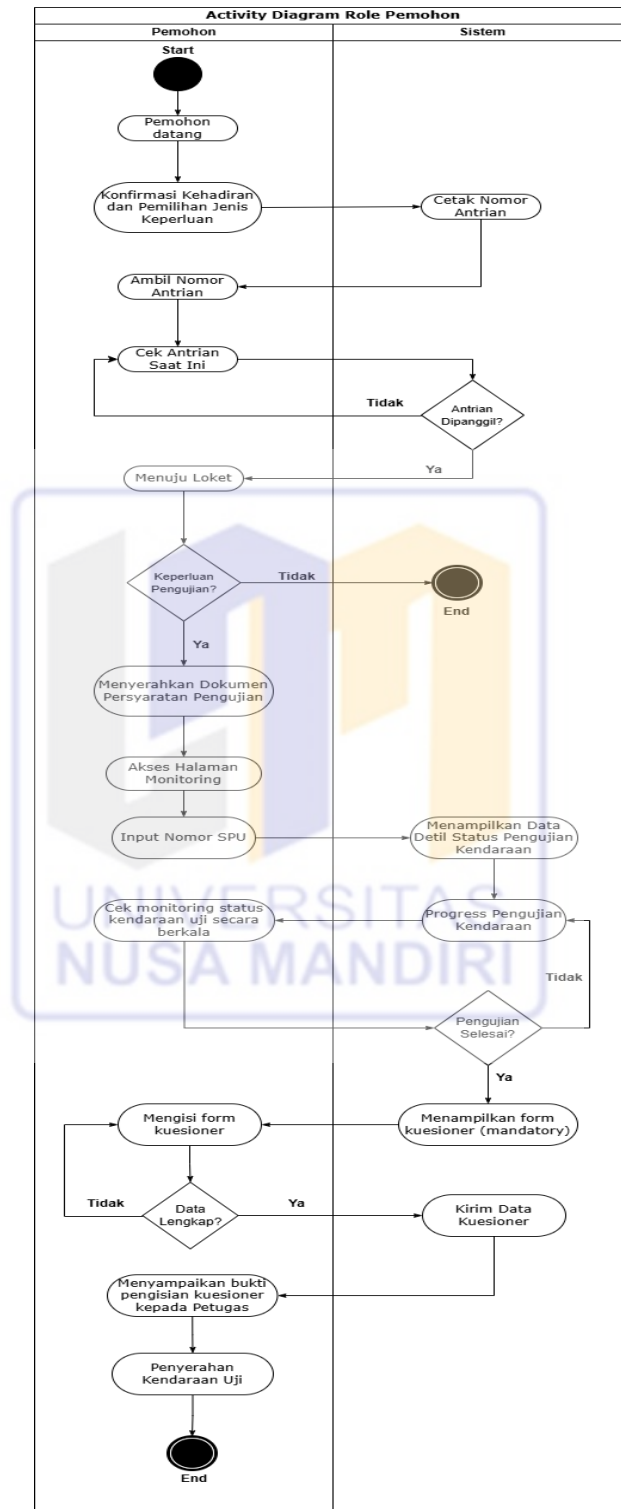 Activity Diagram Role Pemohon
Pemohon
Sistem
Start
Pemohon
datang
Konfirmasi Kehadiran
dan Pemilihan Jenis
Keperluan
Cetak Nomor
Antrian
Ambil Nomor
Antrian
Cek Antrian
Saat Ini
Tidak
Antrian
Dipanggil?
Ya
Menuju Loket
Keperluan
Pengujian?
Tidak
End
Ya
Menyerahkan Dokumen
Persyaratan Pengujian
Akses Halaman
Monitoring
Input Nomor SPU
Menampilkan Data
Detil Status Pengujian
Kendaraan
UNIVERSITAS
NUSA MANDIRI
Cek monitoring status
kendaraan uji secara
berkala
Progress Pengujian
Kendaraan
Tidak
Pengujian
Selesai?
Ya
Mengisi form
kuesioner
Menampilkan form
kuesioner (mandatory)
Tidak
Data
Lengkap?
Ya
Kirim Data
Kuesioner
Menyampaikan bukti
pengisian kuesioner
kepada Petugas
Penyerahan
Kendaraan Uji
End